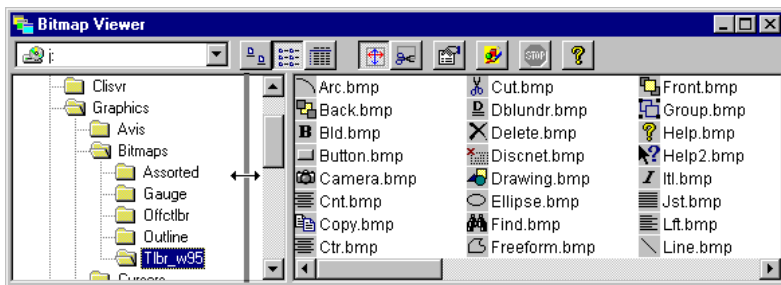 Bitmap Viewer
j:
STOP
Clisvr
Graphics
Avis
Bitmaps
Assorted
Gauge
Offctlbr
Outline
Tlbr_w95
Cursors
Arc.bmp
Back.bmp
Bld.bmp
Button.bmp
Camera.bmp
Cnt.bmp
Copy.bmp
Ctr.bmp
Cut.bmp
Dblundr.bmp
Delete.bmp
Discnet.bmp
Drawing.bmp
Ellipse.bmp
Find.bmp
Freeform.bmp
Front.bmp
Group.bmp
Help.bmp
Help2.bmp
Itl.bmp
Jst.bmp
Lft.bmp
Line.bmp